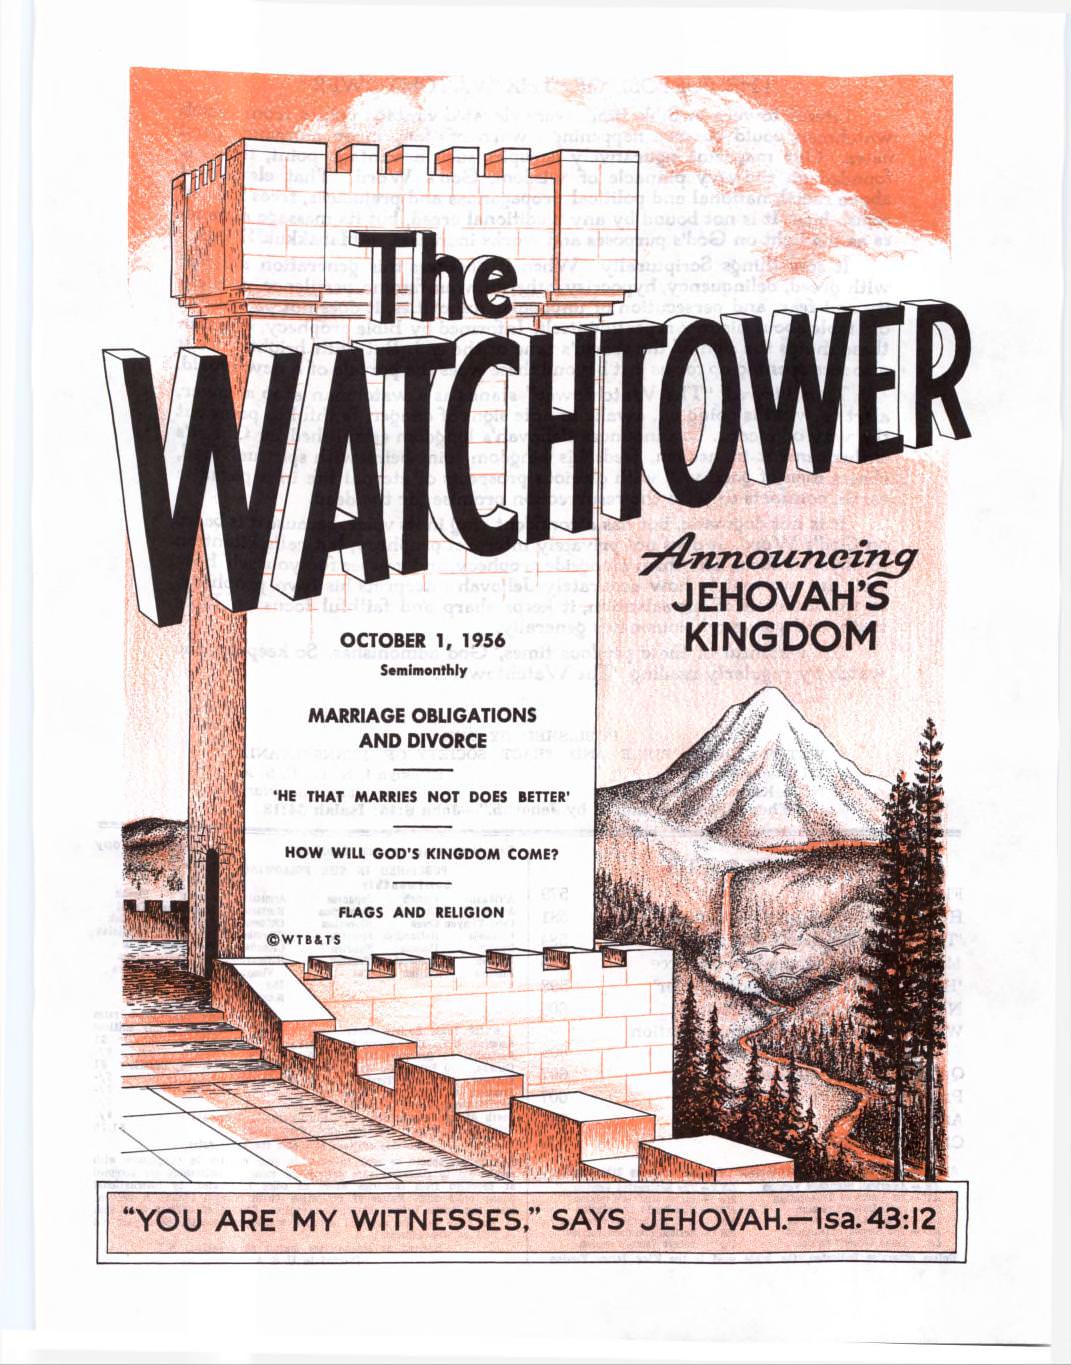 The
WATCHTOWER
Announcing
JEHOVAH'S
KINGDOM
OCTOBER 1, 1956
Semimonthly
MARRIAGE OBLIGATIONS
AND DIVORCE
'HE THAT MARRIES NOT DOES BETTER'
HOW WILL GOD'S KINGDOM COME?
FLAGS AND RELIGION
©WTB&TS
"YOU ARE MY WITNESSES," SAYS JEHOVAH.—Isa. 43:12